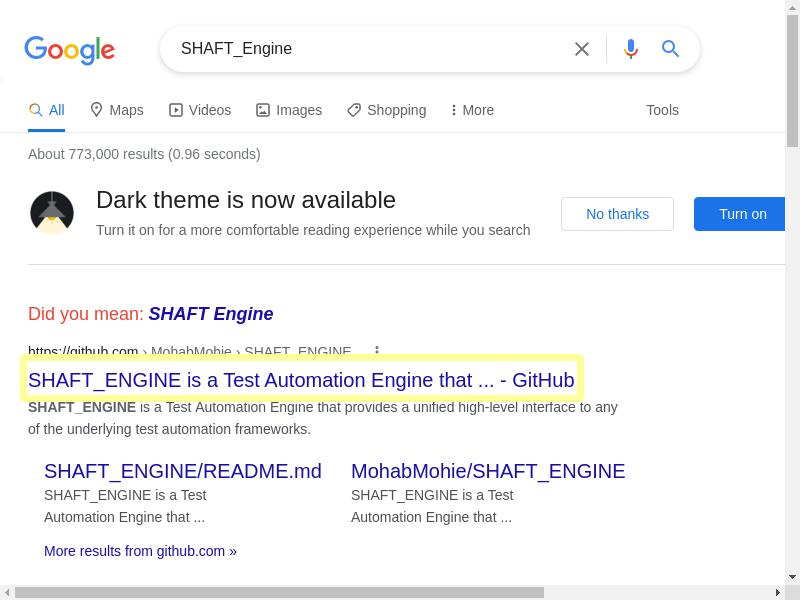 Google
SHAFT_Engine
All Maps Videos Images Shopping More Tools
About 773,000 results (0.96 seconds)
Dark theme is now available
Turn it on for a more comfortable reading experience while you search
No thanks
Turn on
Did you mean: SHAFT Engine
https://github.com › MohabMohie › SHAFT_ENGINE
SHAFT_ENGINE is a Test Automation Engine that ... - GitHub
SHAFT_ENGINE is a Test Automation Engine that provides a unified high-level interface to any
of the underlying test automation frameworks.
SHAFT_ENGINE/README.md
SHAFT_ENGINE is a Test
Automation Engine that ...
MohabMohie/SHAFT_ENGINE
SHAFT_ENGINE is a Test
Automation Engine that ...
More results from github.com »